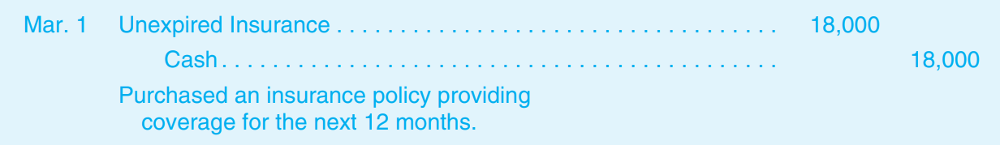 Mar. 1 Unexpired Insurance . . . . . . . . . . . . . . . . . . . . . . . . . . . . . . . . . . . 18,000
Cash . . . . . . . . . . . . . . . . . . . . . . . . . . . . . . . . . . . . . . . . . . . . 18,000
Purchased an insurance policy providing
coverage for the next 12 months.